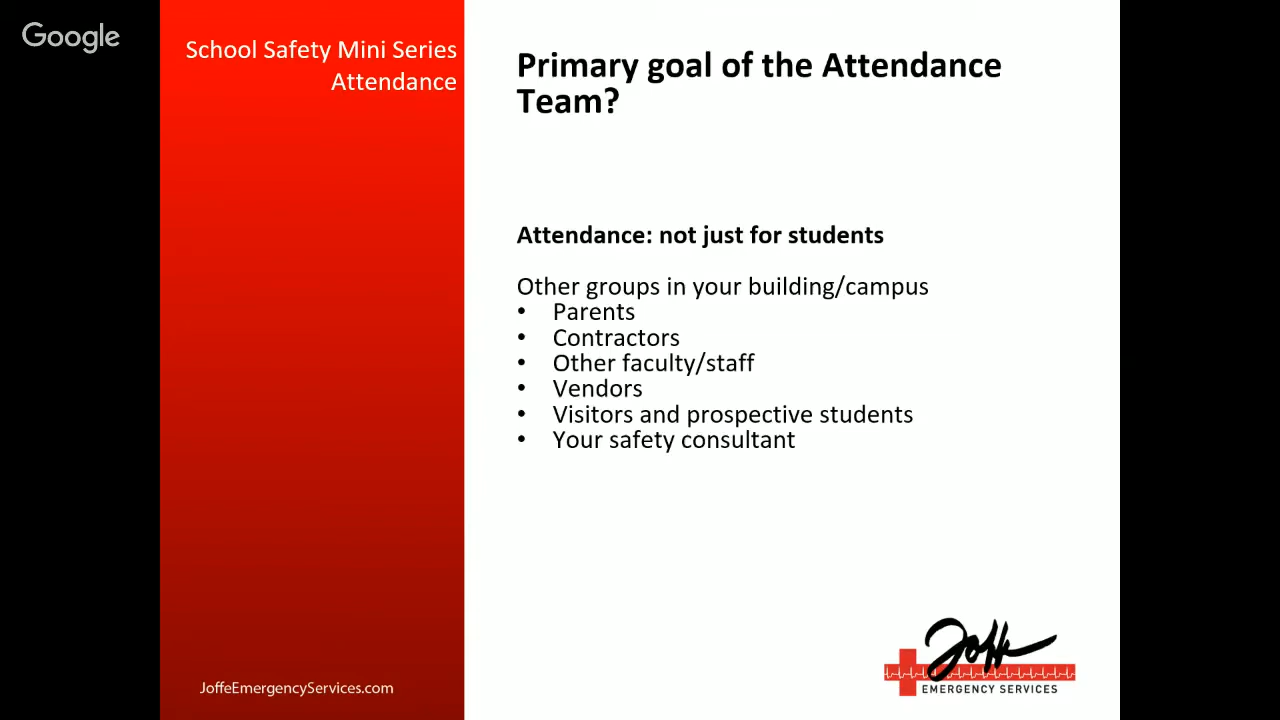 Google
School Safety Mini Series
Attendance
Primary goal of the Attendance
Team?
Attendance: not just for students
Other groups in your building/campus
• Parents
• Contractors
• Other faculty/staff
• Vendors
• Visitors and prospective students
• Your safety consultant
JoffeEmergencyServices.com
Joffe
EMERGENCY SERVICES